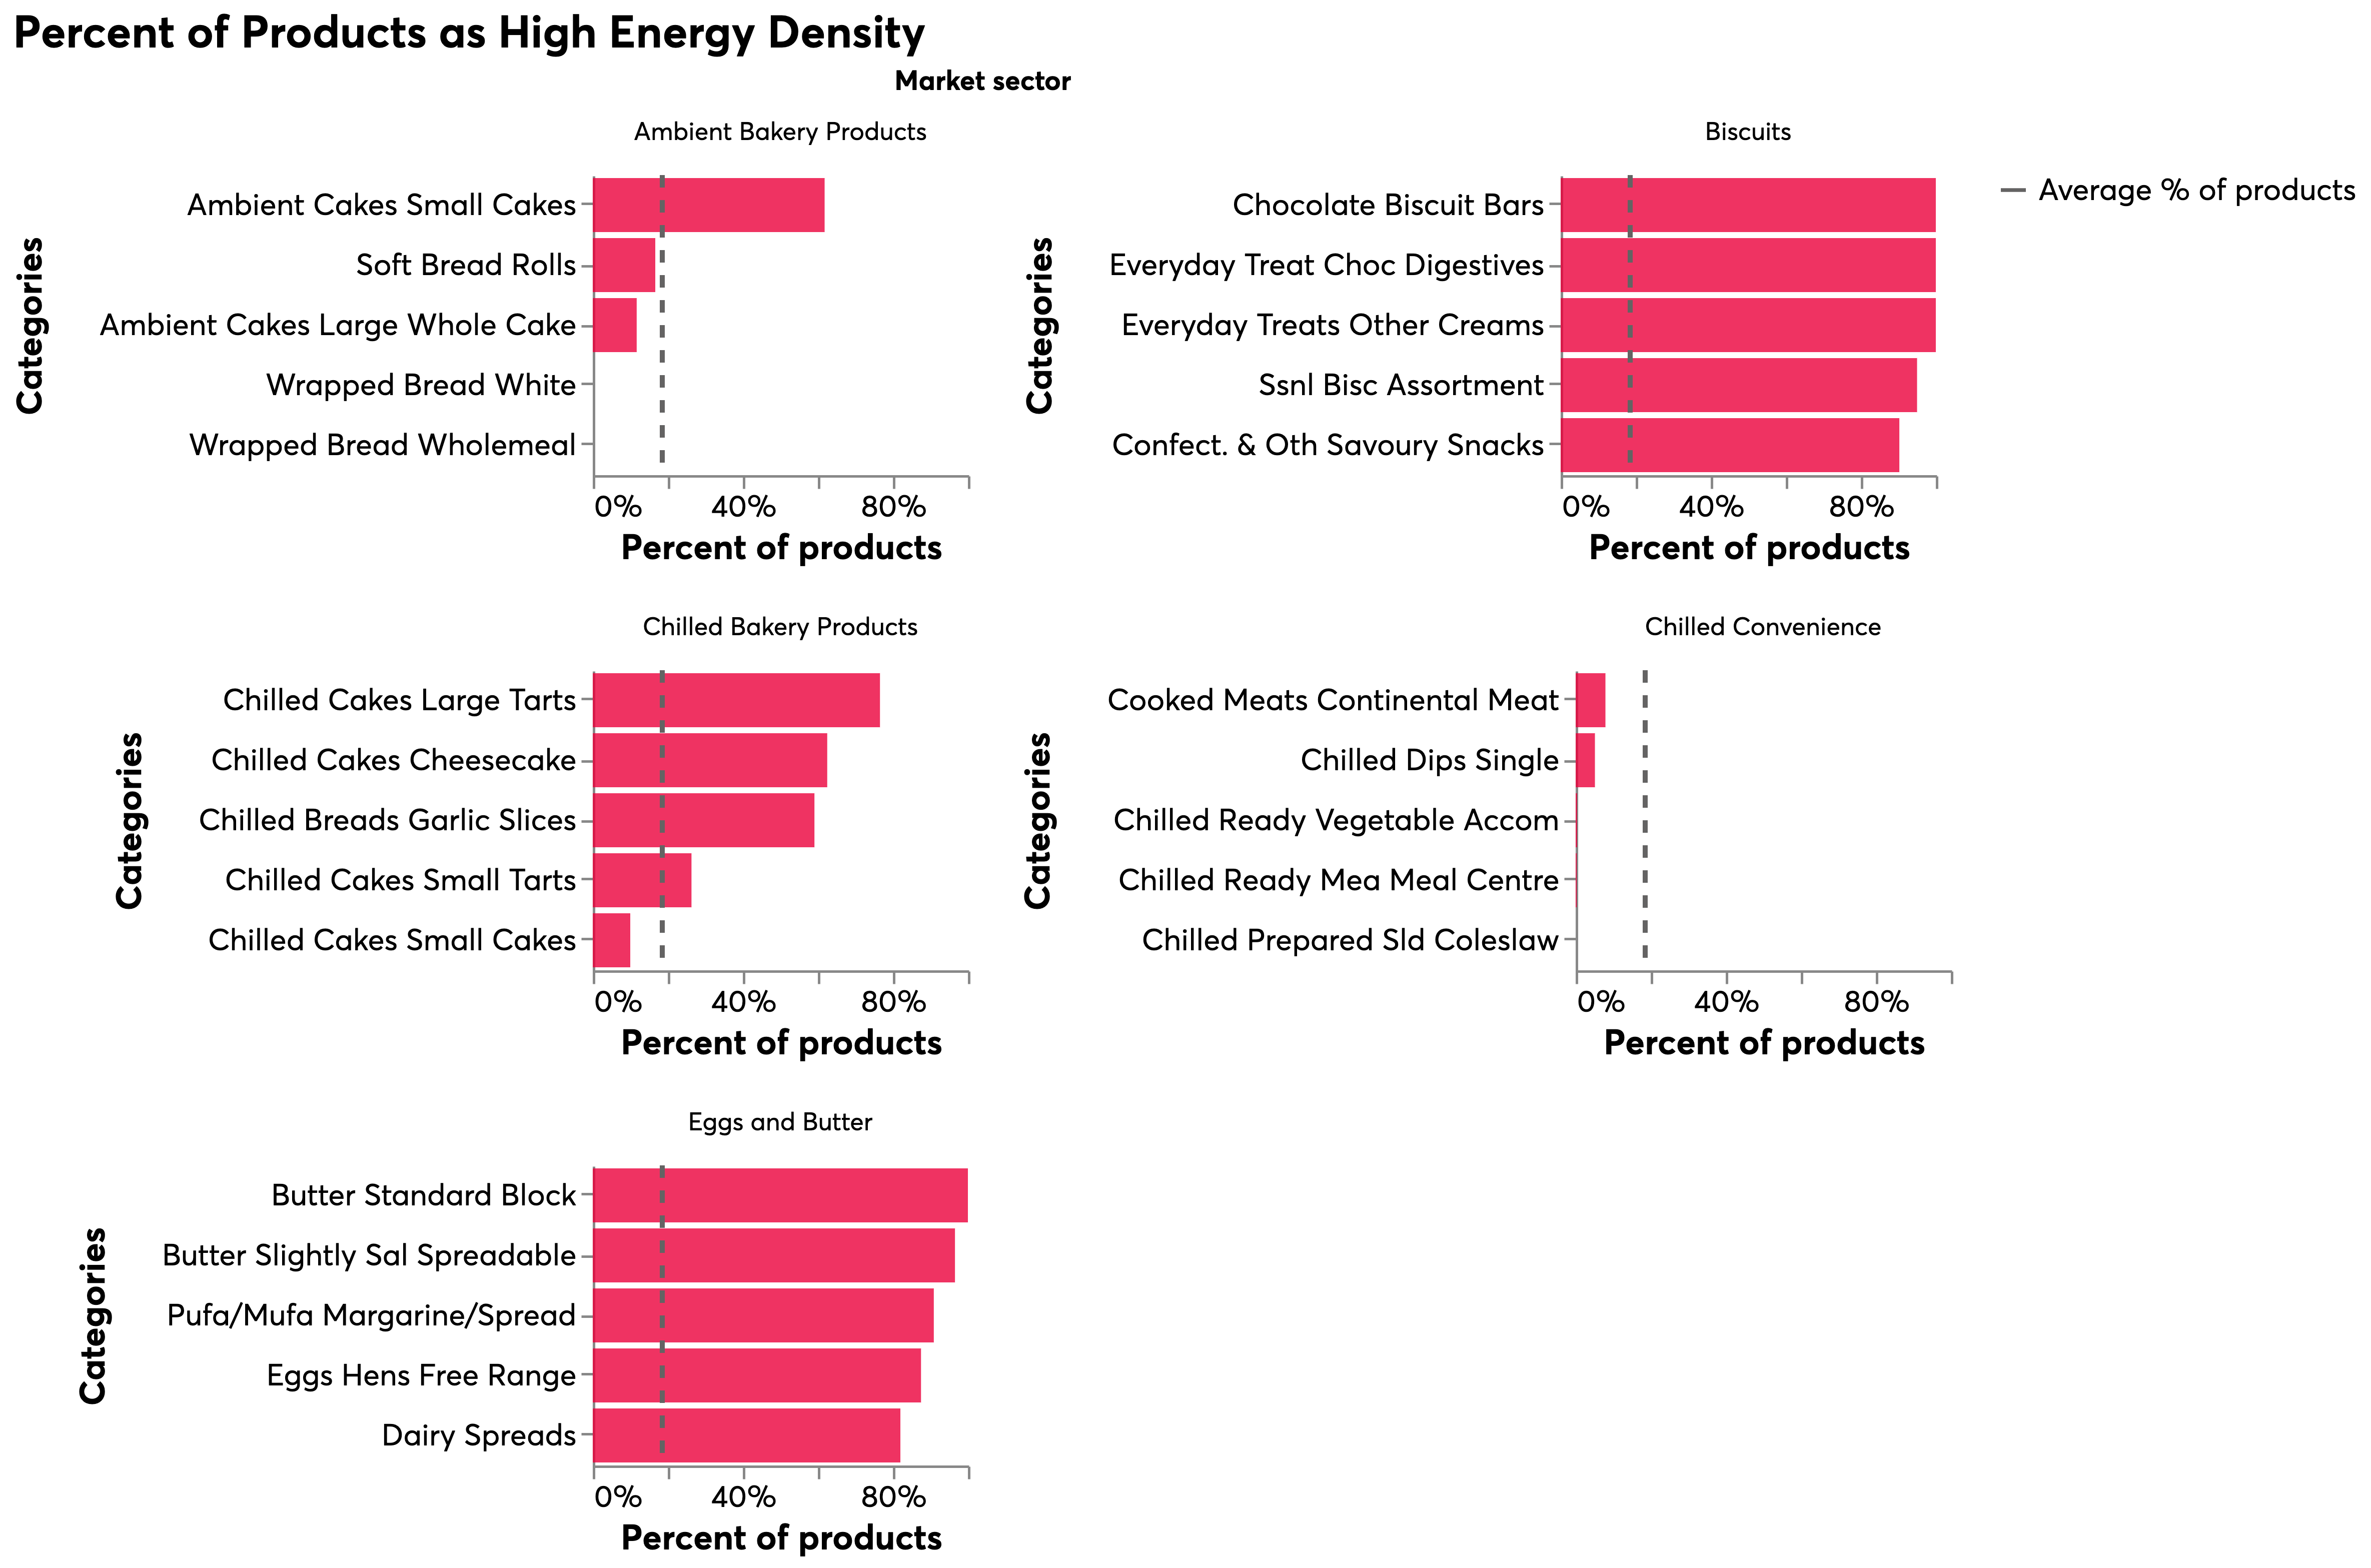 Percent of Products as High Energy Density
Market sector
Ambient Bakery Products
Categories
Ambient Cakes Small Cakes
Soft Bread Rolls
Ambient Cakes Large Whole Cake
Wrapped Bread White
Wrapped Bread Wholemeal
0% 40% 80%
Percent of products
Biscuits
Categories
Chocolate Biscuit Bars
Everyday Treat Choc Digestives
Everyday Treats Other Creams
Ssnl Bisc Assortment
Confect. & Oth Savoury Snacks
0% 40% 80%
Percent of products
Average % of products
Chilled Bakery Products
Categories
Chilled Cakes Large Tarts
Chilled Cakes Cheesecake
Chilled Breads Garlic Slices
Chilled Cakes Small Tarts
Chilled Cakes Small Cakes
0% 40% 80%
Percent of products
Chilled Convenience
Categories
Cooked Meats Continental Meat
Chilled Dips Single
Chilled Ready Vegetable Accom
Chilled Ready Mea Meal Centre
Chilled Prepared Sld Coleslaw
0% 40% 80%
Percent of products
Eggs and Butter
Categories
Butter Standard Block
Butter Slightly Sal Spreadable
Pufa/Mufa Margarine/Spread
Eggs Hens Free Range
Dairy Spreads
0% 40% 80%
Percent of products